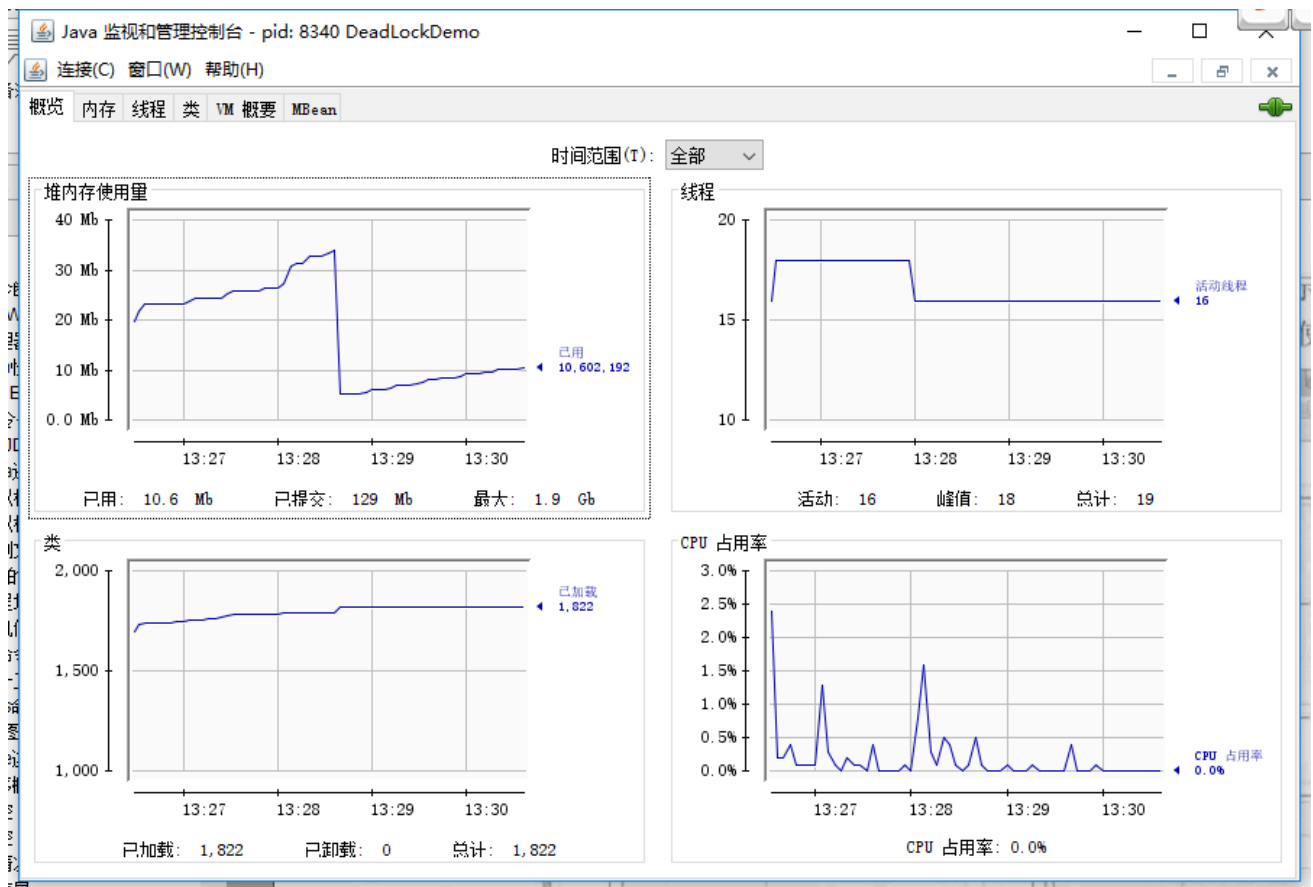 Java 监视和管理控制台 - pid: 8340 DeadLockDemo
连接(C) 窗口(W) 帮助(H)
概览 内存 线程 类 VM 概要 MBean
时间范围(T): 全部
堆内存使用量
40 Mb
30 Mb
20 Mb
10 Mb
0.0 Mb
已用
10,602,192
13:27 13:28 13:29 13:30
已用: 10.6 Mb 已提交: 129 Mb 最大: 1.9 Gb
线程
20
15
10
活动线程
16
13:27 13:28 13:29 13:30
活动: 16 峰值: 18 总计: 19
类
2,000
1,500
1,000
已加载
1,822
13:27 13:28 13:29 13:30
已加载: 1,822 已卸载: 0 总计: 1,822
CPU 占用率
3.0%
2.5%
2.0%
1.5%
1.0%
0.5%
0.0%
CPU 占用率
0.0%
13:27 13:28 13:29 13:30
CPU 占用率: 0.0%